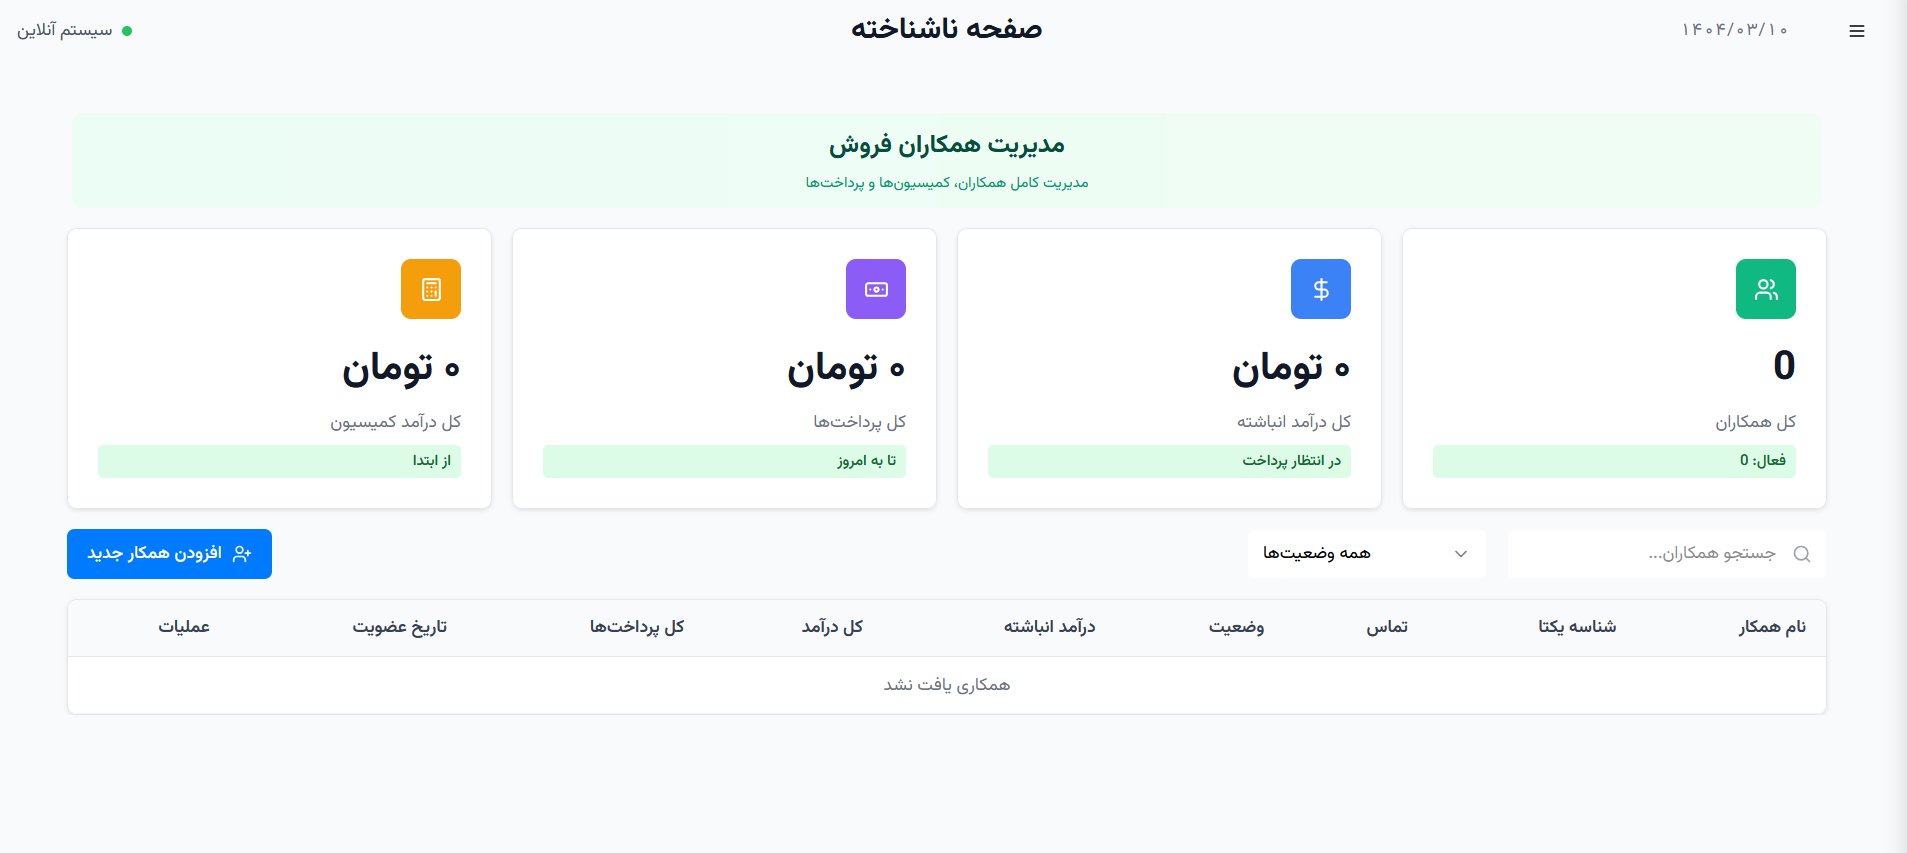 ۱۴۰۴/۰۳/۱۰
صفحه ناشناخته
سیستم آنلاین
مدیریت همکاران فروش
مدیریت کامل همکاران، کمیسیون‌ها و پرداخت‌ها
0
کل همکاران
فعال: 0
۰ تومان
کل درآمد انباشته
در انتظار پرداخت
۰ تومان
کل پرداخت‌ها
تا به امروز
۰ تومان
کل درآمد کمیسیون
از ابتدا
جستجو همکاران...
همه وضعیت‌ها
افزودن همکار جدید
نام همکار شناسه یکتا تماس وضعیت درآمد انباشته کل درآمد کل پرداخت‌ها تاریخ عضویت عملیات
همکاری یافت نشد